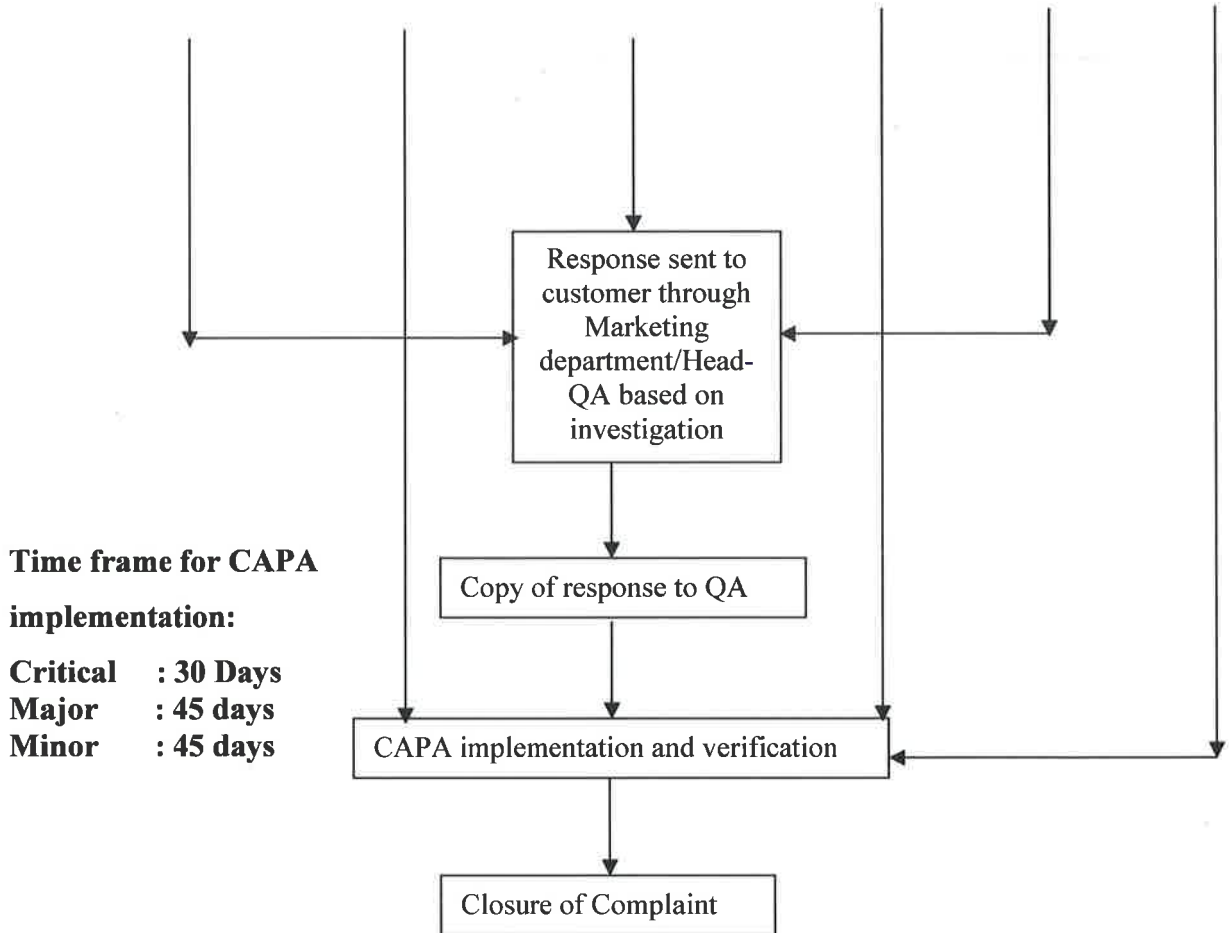 Response sent to
customer through
Marketing
department/Head-
QA based on
investigation
Time frame for CAPA
implementation:
Critical : 30 Days
Major : 45 days
Minor : 45 days
Copy of response to QA
CAPA implementation and verification
Closure of Complaint